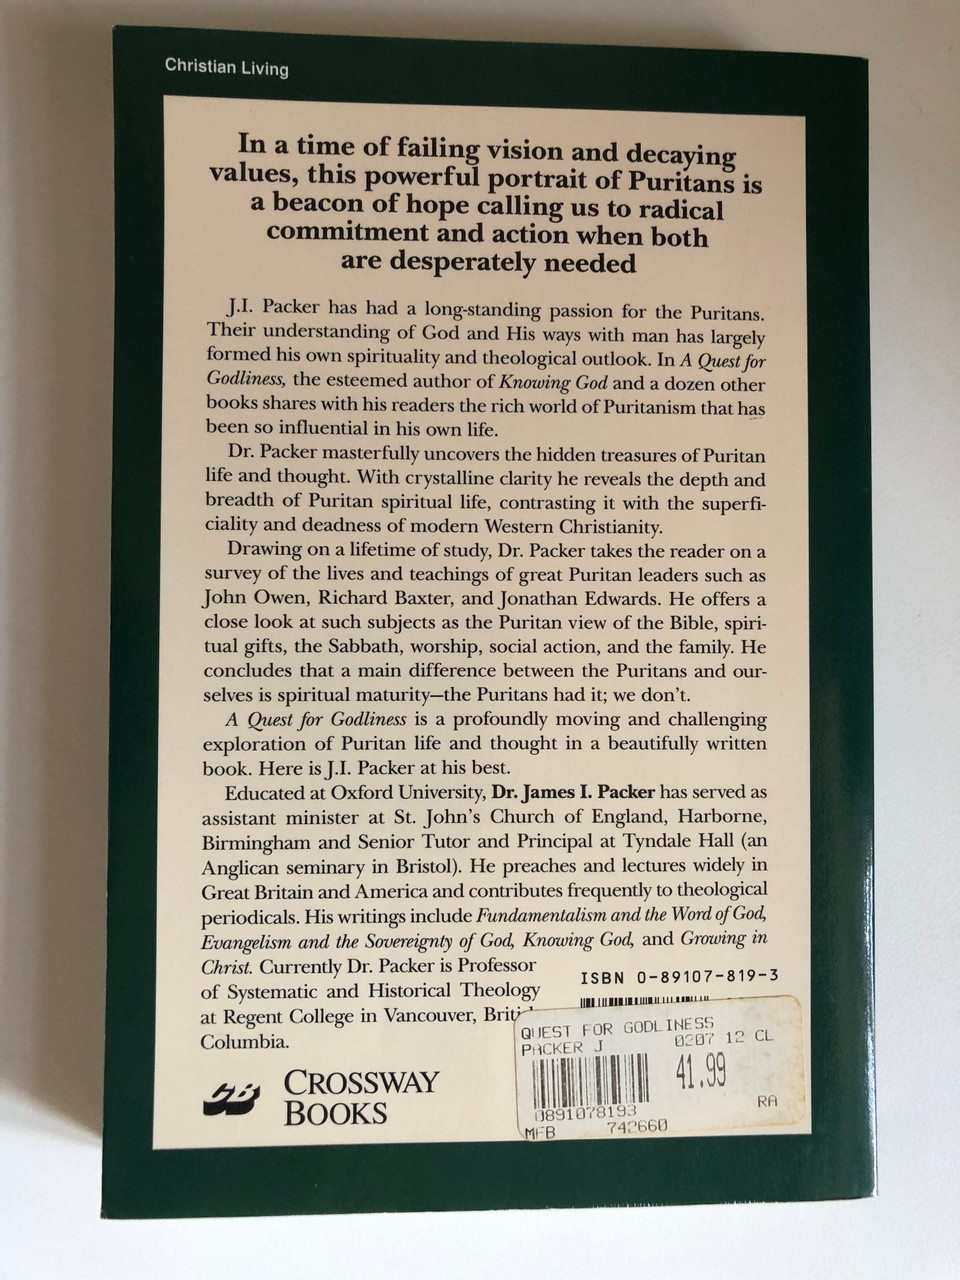 Christian Living
In a time of failing vision and decaying
values, this powerful portrait of Puritans is
a beacon of hope calling us to radical
commitment and action when both
are desperately needed
J.I. Packer has had a long-standing passion for the Puritans.
Their understanding of God and His ways with man has largely
formed his own spirituality and theological outlook. In A Quest for
Godliness, the esteemed author of Knowing God and a dozen other
books shares with his readers the rich world of Puritanism that has
been so influential in his own life.
Dr. Packer masterfully uncovers the hidden treasures of Puritan
life and thought. With crystalline clarity he reveals the depth and
breadth of Puritan spiritual life, contrasting it with the superfi-
ciality and deadness of modern Western Christianity.
Drawing on a lifetime of study, Dr. Packer takes the reader on a
survey of the lives and teachings of great Puritan leaders such as
John Owen, Richard Baxter, and Jonathan Edwards. He offers a
close look at such subjects as the Puritan view of the Bible, spiri-
tual gifts, the Sabbath, worship, social action, and the family. He
concludes that a main difference between the Puritans and our-
selves is spiritual maturity—the Puritans had it; we don't.
A Quest for Godliness is a profoundly moving and challenging
exploration of Puritan life and thought in a beautifully written
book. Here is J.I. Packer at his best.
Educated at Oxford University, Dr. James I. Packer has served as
assistant minister at St. John's Church of England, Harborne,
Birmingham and Senior Tutor and Principal at Tyndale Hall (an
Anglican seminary in Bristol). He preaches and lectures widely in
Great Britain and America and contributes frequently to theological
periodicals. His writings include Fundamentalism and the Word of God,
Evangelism and the Sovereignty of God, Knowing God, and Growing in
Christ. Currently Dr. Packer is Professor
of Systematic and Historical Theology
at Regent College in Vancouver, British
Columbia.
ISBN 0-89107-819-3
QUEST FOR GODLINESS
PACKER J 0207 12 CL
41.99
0891078193
RA
MFB 742660
CROSSWAY
BOOKS